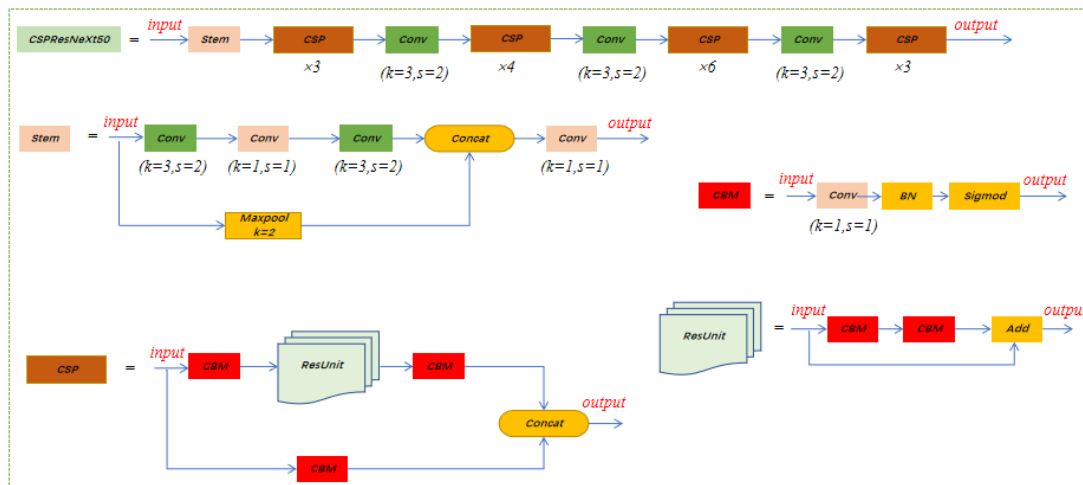 CSPResNeXt50 = input Stem CSP Conv CSP Conv CSP Conv CSP output
×3 (k=3,s=2) ×4 (k=3,s=2) ×6 (k=3,s=2) ×3
Stem = input Conv Conv Conv Concat Conv output
(k=3,s=2) (k=1,s=1) (k=3,s=2) (k=1,s=1)
Maxpool
k=2
CBM = input Conv BN Sigmod output
(k=1,s=1)
ResUnit = input CBM CBM Add output
CSP = input CBM ResUnit CBM
Concat output
CBM